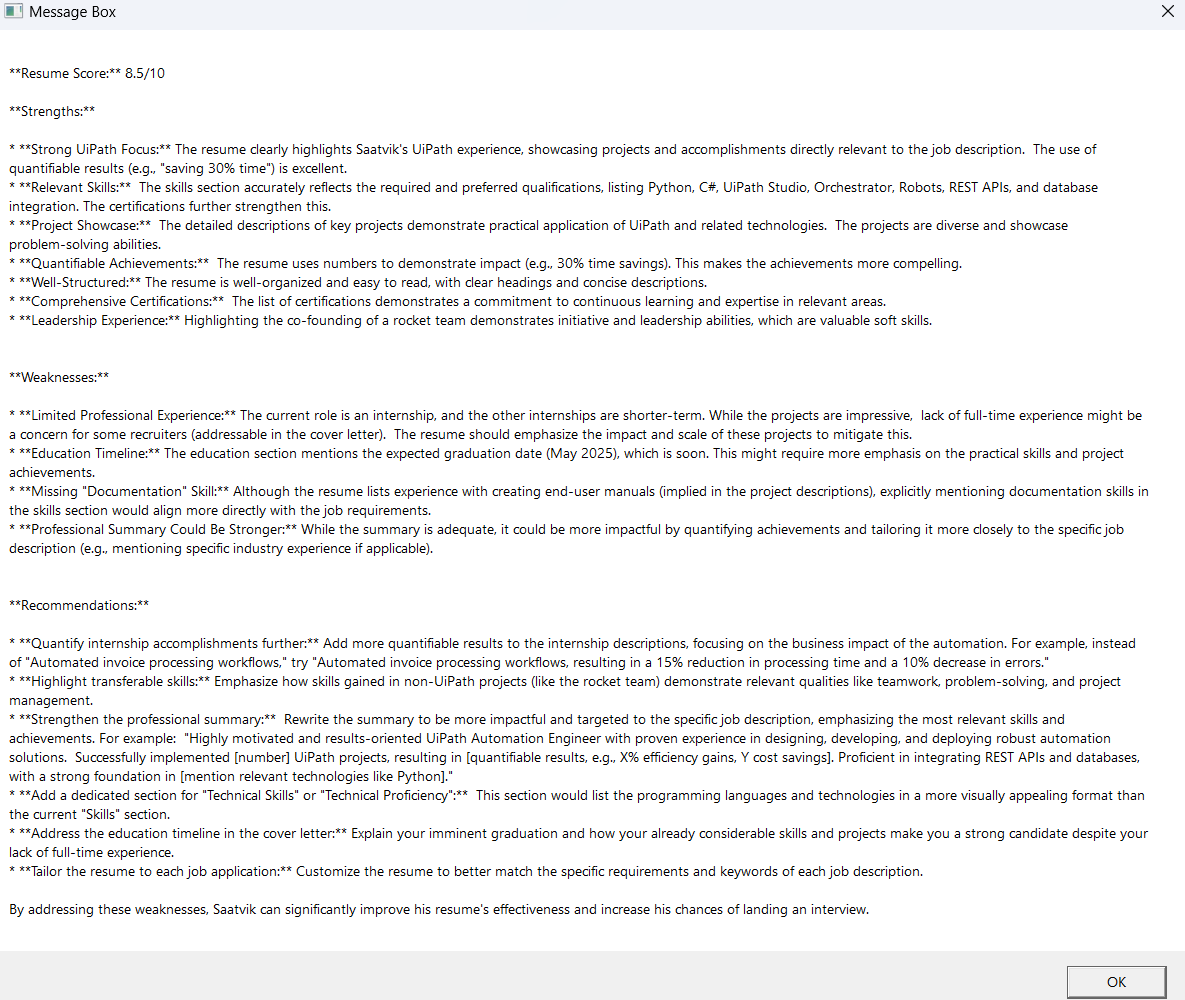 Message Box
**Resume Score:** 8.5/10
**Strengths:**
* **Strong UiPath Focus:** The resume clearly highlights Saatvik's UiPath experience, showcasing projects and accomplishments directly relevant to the job description.  The use of
quantifiable results (e.g., "saving 30% time") is excellent.
* **Relevant Skills:**  The skills section accurately reflects the required and preferred qualifications, listing Python, C#, UiPath Studio, Orchestrator, Robots, REST APIs, and database
integration. The certifications further strengthen this.
* **Project Showcase:**  The detailed descriptions of key projects demonstrate practical application of UiPath and related technologies.  The projects are diverse and showcase
problem-solving abilities.
* **Quantifiable Achievements:**  The resume uses numbers to demonstrate impact (e.g., 30% time savings). This makes the achievements more compelling.
* **Well-Structured:** The resume is well-organized and easy to read, with clear headings and concise descriptions.
* **Comprehensive Certifications:**  The list of certifications demonstrates a commitment to continuous learning and expertise in relevant areas.
* **Leadership Experience:** Highlighting the co-founding of a rocket team demonstrates initiative and leadership abilities, which are valuable soft skills.
**Weaknesses:**
* **Limited Professional Experience:** The current role is an internship, and the other internships are shorter-term. While the projects are impressive,  lack of full-time experience might be
a concern for some recruiters (addressable in the cover letter).  The resume should emphasize the impact and scale of these projects to mitigate this.
* **Education Timeline:** The education section mentions the expected graduation date (May 2025), which is soon. This might require more emphasis on the practical skills and project
achievements.
* **Missing "Documentation" Skill:** Although the resume lists experience with creating end-user manuals (implied in the project descriptions), explicitly mentioning documentation skills in
the skills section would align more directly with the job requirements.
* **Professional Summary Could Be Stronger:** While the summary is adequate, it could be more impactful by quantifying achievements and tailoring it more closely to the specific job
description (e.g., mentioning specific industry experience if applicable).
**Recommendations:**
* **Quantify internship accomplishments further:** Add more quantifiable results to the internship descriptions, focusing on the business impact of the automation. For example, instead
of "Automated invoice processing workflows," try "Automated invoice processing workflows, resulting in a 15% reduction in processing time and a 10% decrease in errors."
* **Highlight transferable skills:** Emphasize how skills gained in non-UiPath projects (like the rocket team) demonstrate relevant qualities like teamwork, problem-solving, and project
management.
* **Strengthen the professional summary:**  Rewrite the summary to be more impactful and targeted to the specific job description, emphasizing the most relevant skills and
achievements. For example:  "Highly motivated and results-oriented UiPath Automation Engineer with proven experience in designing, developing, and deploying robust automation
solutions.  Successfully implemented [number] UiPath projects, resulting in [quantifiable results, e.g., X% efficiency gains, Y cost savings]. Proficient in integrating REST APIs and databases,
with a strong foundation in [mention relevant technologies like Python]."
* **Add a dedicated section for "Technical Skills" or "Technical Proficiency":**  This section would list the programming languages and technologies in a more visually appealing format than
the current "Skills" section.
* **Address the education timeline in the cover letter:** Explain your imminent graduation and how your already considerable skills and projects make you a strong candidate despite your
lack of full-time experience.
* **Tailor the resume to each job application:** Customize the resume to better match the specific requirements and keywords of each job description.
By addressing these weaknesses, Saatvik can significantly improve his resume's effectiveness and increase his chances of landing an interview.
OK